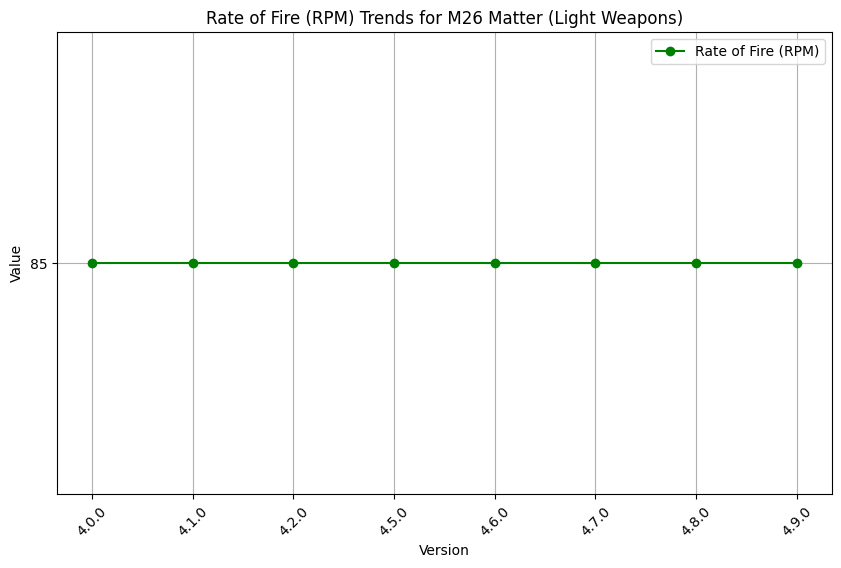 Rate of Fire (RPM) Trends for M26 Matter (Light Weapons)
Rate of Fire (RPM)
Value
85
4.0.0
4.1.0
4.2.0
4.5.0
4.6.0
4.7.0
4.8.0
4.9.0
Version